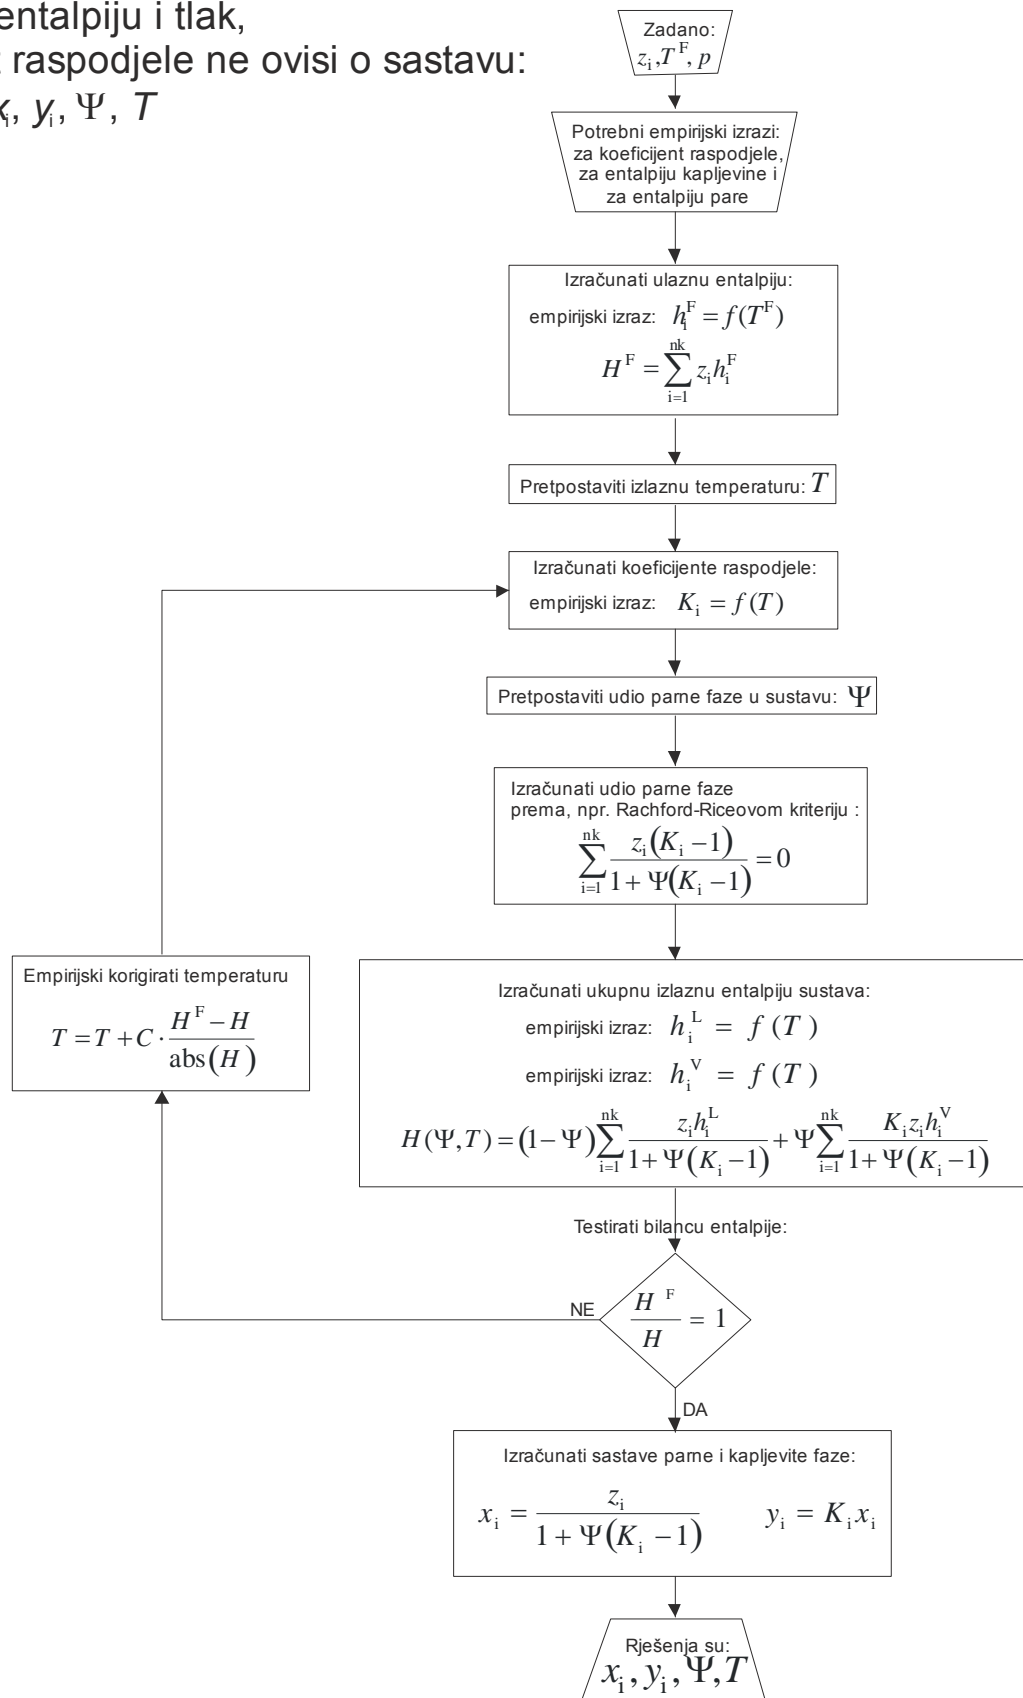 entalpiju i tlak,
raspodjele ne ovisi o sastavu:
x_i, y_i, Ψ, T
Zadano:
z_i, T^F, p
Potrebni empirijski izrazi:
za koeficijent raspodjele,
za entalpiju kapljevine i
za entalpiju pare
Izračunati ulaznu entalpiju:
empirijski izraz: h_i^F = f(T^F)
H^F = ∑_{i=1}^{nk} z_i h_i^F
Pretpostaviti izlaznu temperaturu: T
Izračunati koeficijente raspodjele:
empirijski izraz: K_i = f(T)
Pretpostaviti udio parne faze u sustavu: Ψ
Izračunati udio parne faze
prema, npr. Rachford-Riceovom kriteriju :
∑_{i=1}^{nk} z_i(K_i −1) / (1+Ψ(K_i −1)) = 0
Izračunati ukupnu izlaznu entalpiju sustava:
empirijski izraz: h_i^L = f (T )
empirijski izraz: h_i^V = f (T )
H(Ψ,T) = (1−Ψ) ∑_{i=1}^{nk} z_i h_i^L / (1+Ψ(K_i −1)) + Ψ ∑_{i=1}^{nk} K_i z_i h_i^V / (1+Ψ(K_i −1))
Empirijski korigirati temperaturu
T = T + C · (H^F − H) / abs(H)
Testirati bilancu entalpije:
H^F / H = 1
NE
DA
Izračunati sastave parne i kapljevite faze:
x_i = z_i / (1+Ψ(K_i −1)) y_i = K_i x_i
Rješenja su:
x_i, y_i, Ψ, T